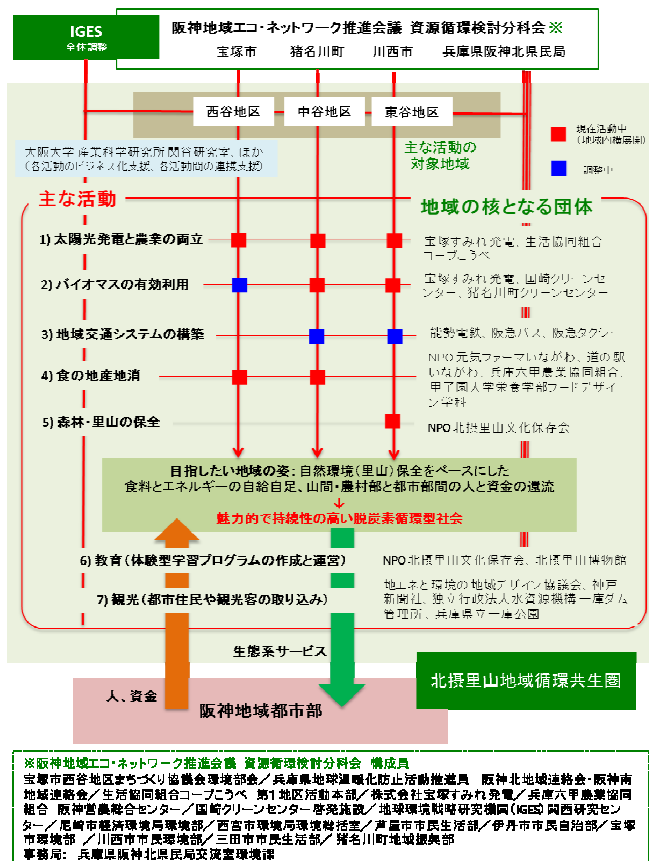 IGES
全体調整
阪神地域エコ・ネットワーク推進会議 資源循環検討分科会※
宝塚市 猪名川町 川西市 兵庫県阪神北県民局
西谷地区 中谷地区 東谷地区
現在活動中
（地域内横展開）
調整中
主な活動の
対象地域
大阪大学 産業科学研究所 関谷研究室、ほか
（各活動のビジネス化支援、各活動間の連携支援）
主な活動
地域の核となる団体
1) 太陽光発電と農業の両立
宝塚すみれ発電、生活協同組合
コープこうべ
2) バイオマスの有効利用
宝塚すみれ発電、国崎クリーンセ
ンター、猪名川町クリーンセンター
3) 地域交通システムの構築
能勢電鉄、阪急バス、阪急タクシー
4) 食の地産地消
NPO元気ファーマいながわ、道の駅
いながわ、兵庫六甲農業協同組合、
甲子園大学栄養学部フードデザイ
ン学科
5) 森林・里山の保全
NPO北摂里山文化保存会
目指したい地域の姿：自然環境（里山）保全をベースにした
食料とエネルギーの自給自足、山間・農村部と都市部間の人と資金の還流
↓
魅力的で持続性の高い脱炭素循環型社会
6) 教育（体験型学習プログラムの作成と運営）
NPO北摂里山文化保存会、北摂里山博物館
7) 観光（都市住民や観光客の取り込み）
地エネと環境の地域デザイン協議会、神戸
新聞社、独立行政法人水資源機構一庫ダム
管理所、兵庫県立一庫公園
生態系サービス
人、資金
阪神地域都市部
北摂里山地域循環共生圏
※阪神地域エコ・ネットワーク推進会議 資源循環検討分科会 構成員
宝塚市西谷地区まちづくり協議会環境部会／兵庫県地球温暖化防止活動推進員 阪神北地域連絡会・阪神南
地域連絡会／生活協同組合コープこうべ 第1地区活動本部／株式会社宝塚すみれ発電／兵庫六甲農業協同
組合 阪神営農総合センター／国崎クリーンセンター啓発施設／地球環境戦略研究機関（IGES）関西研究セン
ター／尼崎市経済環境局環境部／西宮市環境局環境総括室／芦屋市市民生活部／伊丹市市民自治部／宝塚
市環境部／川西市市民環境部／三田市市民生活部／猪名川町地域振興部
事務局： 兵庫県阪神北県民局交流室環境課